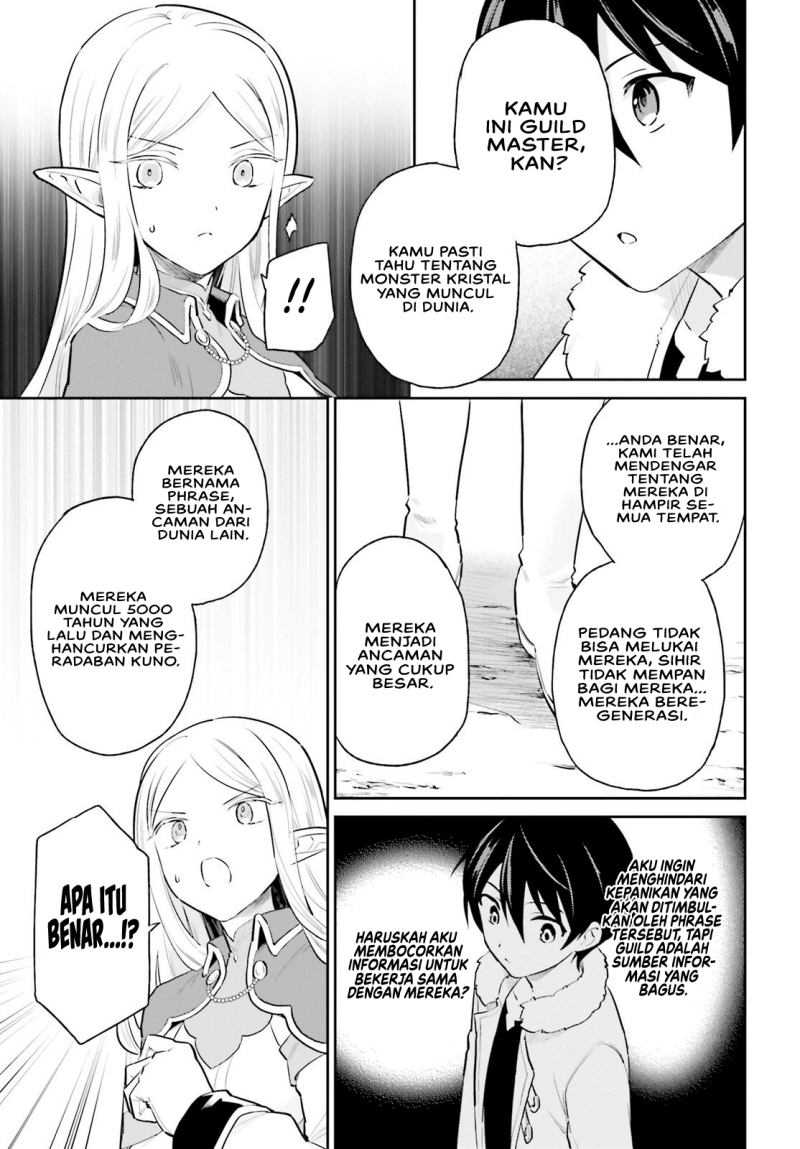 KAMU
INI GUILD
MASTER,
KAN?
KAMU PASTI
TAHU TENTANG
MONSTER KRISTAL
YANG MUNCUL
DI DUNIA.
!!
...ANDA BENAR,
KAMI TELAH
MENDENGAR
TENTANG
MEREKA DI
HAMPIR SE-
MUA TEMPAT.
PEDANG TIDAK
BISA MELUKAI
MEREKA, SIHIR
TIDAK MEMPAN
BAGI MEREKA...
MEREKA BERE-
GENERASI.
MEREKA
MENJADI
ANCAMAN
YANG CUKUP
BESAR.
AKU INGIN
MENGHINDARI
KEPANIKAN YANG
AKAN DITIMBUL-
KAN OLEH PHRASE
TERSEBUT, TAPI
GUILD ADALAH
SUMBER INFOR-
MASI YANG
BAGUS.
HARUSKAH AKU
MEMBOCORKAN
INFORMASI UNTUK
BEKERJA SAMA
DENGAN MEREKA?
MEREKA
BERNAMA
PHRASE,
SEBUAH AN-
CAMAN DARI
DUNIA LAIN.
MEREKA
MUNCUL 5000
TAHUN YANG
LALU DAN MENG-
HANCURKAN PE-
RADABAN KUNO.
APA ITU
BENAR...!?